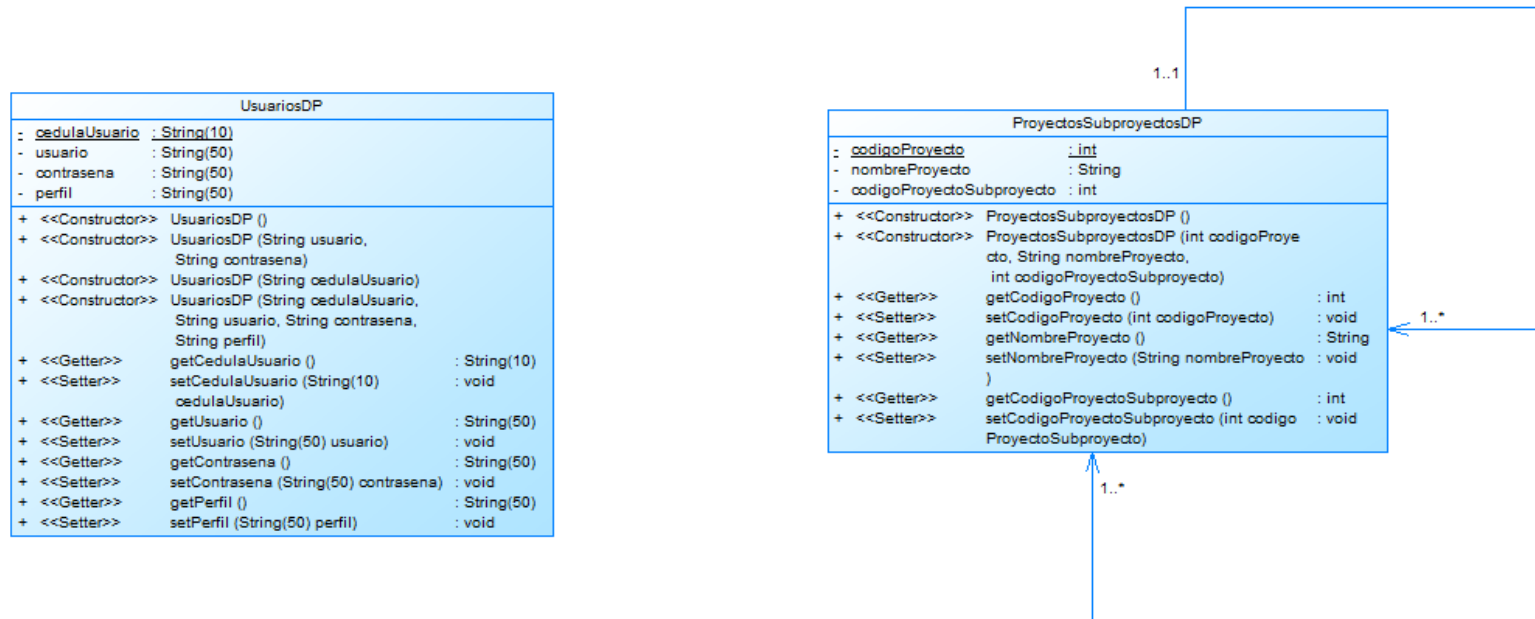 UsuariosDP
- cedulaUsuario : String(10)
- usuario : String(50)
- contrasena : String(50)
- perfil : String(50)
+ <<Constructor>> UsuariosDP ()
+ <<Constructor>> UsuariosDP (String usuario,
String contrasena)
+ <<Constructor>> UsuariosDP (String cedulaUsuario)
+ <<Constructor>> UsuariosDP (String cedulaUsuario,
String usuario, String contrasena,
String perfil)
+ <<Getter>> getCedulaUsuario () : String(10)
+ <<Setter>> setCedulaUsuario (String(10) : void
cedulaUsuario)
+ <<Getter>> getUsuario () : String(50)
+ <<Setter>> setUsuario (String(50) usuario) : void
+ <<Getter>> getContrasena () : String(50)
+ <<Setter>> setContrasena (String(50) contrasena) : void
+ <<Getter>> getPerfil () : String(50)
+ <<Setter>> setPerfil (String(50) perfil) : void
1..1
ProyectosSubproyectosDP
- codigoProyecto : int
- nombreProyecto : String
- codigoProyectoSubproyecto : int
+ <<Constructor>> ProyectosSubproyectosDP ()
+ <<Constructor>> ProyectosSubproyectosDP (int codigoProye
cto, String nombreProyecto,
int codigoProyectoSubproyecto)
+ <<Getter>> getCodigoProyecto () : int
+ <<Setter>> setCodigoProyecto (int codigoProyecto) : void
+ <<Getter>> getNombreProyecto () : String
+ <<Setter>> setNombreProyecto (String nombreProyecto : void
)
+ <<Getter>> getCodigoProyectoSubproyecto () : int
+ <<Setter>> setCodigoProyectoSubproyecto (int codigo : void
ProyectoSubproyecto)
1..*
1..*